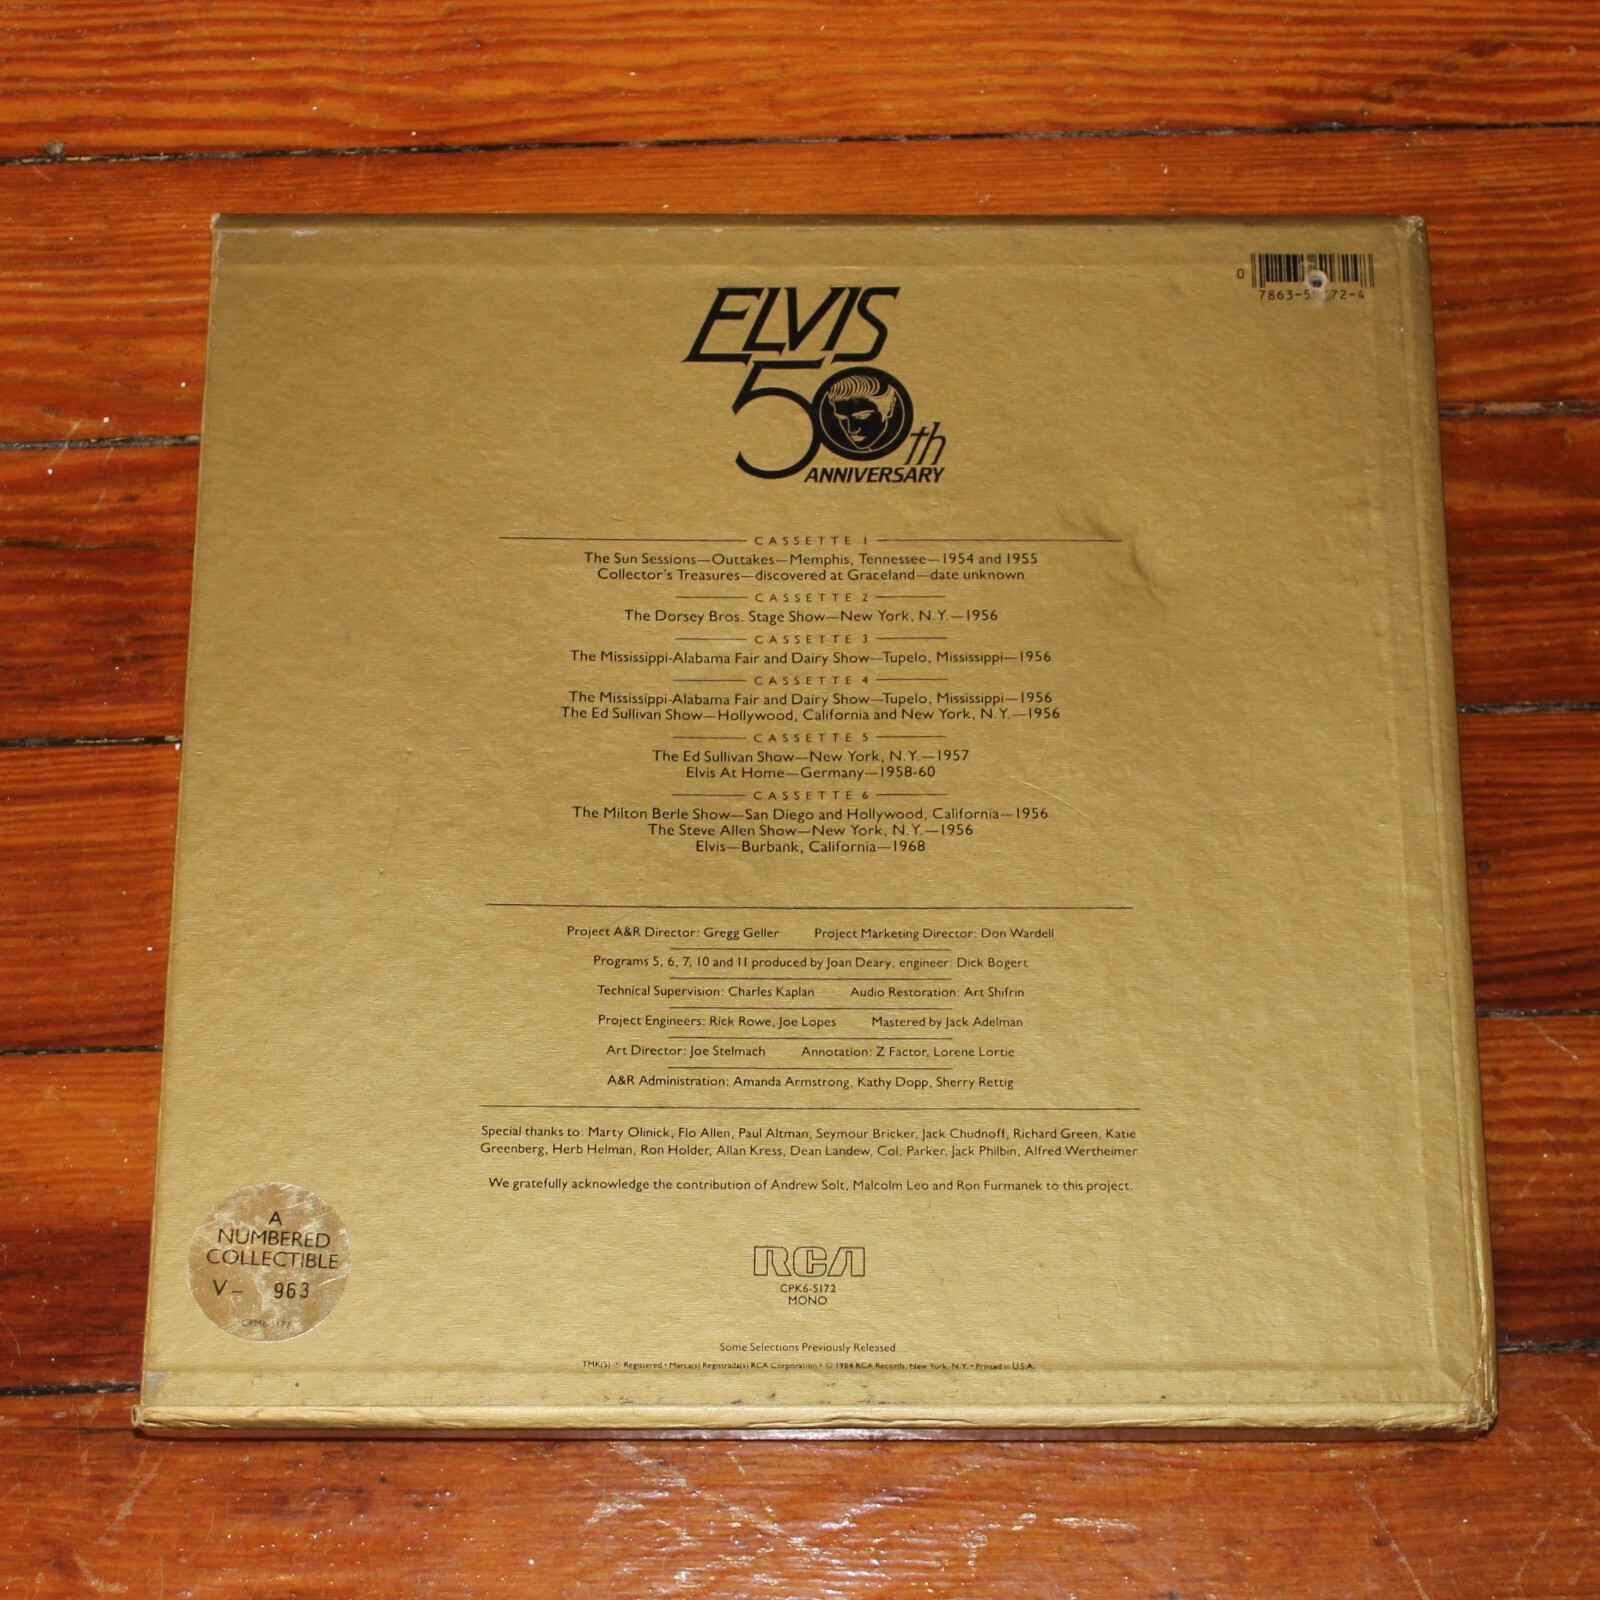 0
7863-5 72-4
ELVIS
50th
ANNIVERSARY
CASSETTE 1
The Sun Sessions—Outtakes—Memphis, Tennessee—1954 and 1955
Collector's Treasures—discovered at Graceland—date unknown
CASSETTE 2
The Dorsey Bros. Stage Show—New York, N.Y.—1956
CASSETTE 3
The Mississippi-Alabama Fair and Dairy Show—Tupelo, Mississippi—1956
CASSETTE 4
The Mississippi-Alabama Fair and Dairy Show—Tupelo, Mississippi—1956
The Ed Sullivan Show—Hollywood, California and New York, N.Y.—1956
CASSETTE 5
The Ed Sullivan Show—New York, N.Y.—1957
Elvis At Home—Germany—1958-60
CASSETTE 6
The Milton Berle Show—San Diego and Hollywood, California—1956
The Steve Allen Show—New York, N.Y.—1956
Elvis—Burbank, California—1968
Project A&R Director: Gregg Geller Project Marketing Director: Don Wardell
Programs 5, 6, 7, 10 and 11 produced by Joan Deary; engineer: Dick Bogert
Technical Supervision: Charles Kaplan Audio Restoration: Art Shifrin
Project Engineers: Rick Rowe, Joe Lopes Mastered by Jack Adelman
Art Director: Joe Stelmach Annotation: Z Factor, Lorene Lortie
A&R Administration: Amanda Armstrong, Kathy Dopp, Sherry Rettig
Special thanks to: Marty Olinick, Flo Allen, Paul Altman, Seymour Bricker, Jack Chudnoff, Richard Green, Katie
Greenberg, Herb Helman, Ron Holder, Allan Kress, Dean Landew, Col. Parker, Jack Philbin, Alfred Wertheimer
We gratefully acknowledge the contribution of Andrew Solt, Malcolm Leo and Ron Furmanek to this project.
A
NUMBERED
COLLECTIBLE
V- 963
CPM6-5172
RCA
CPK6-5172
MONO
Some Selections Previously Released
TMK(S) ® Registered • Marca(s) Registrada(s) RCA Corporation • © 1984 RCA Records, New York, N.Y. • Printed in U.S.A.